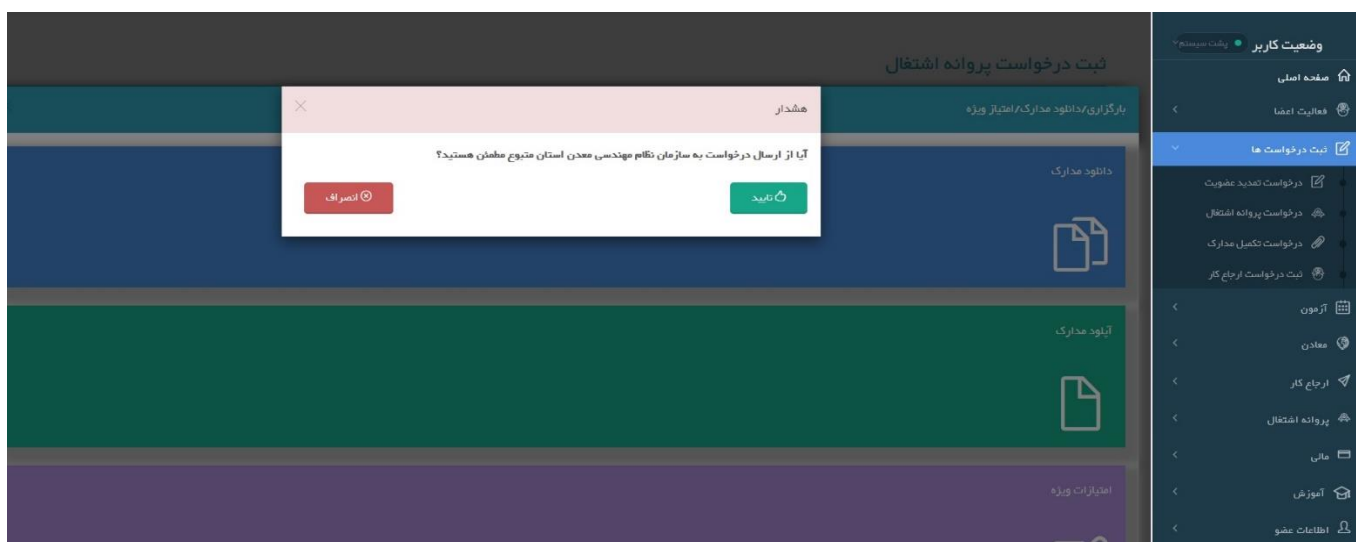 وضعیت کاربر
پشت سیستم
صفحه اصلی
فعالیت اعضا
ثبت درخواست ها
درخواست تمدید عضویت
درخواست پروانه اشتغال
درخواست تکمیل مدارک
ثبت درخواست ارجاع کار
آزمون
معادن
ارجاع کار
پروانه اشتغال
مالی
آموزش
اطلاعات عضو
ثبت درخواست پروانه اشتغال
بارگزاری/دانلود مدارک/امتیاز ویژه
هشدار
آیا از ارسال درخواست به سازمان نظام مهندسی معدن استان متبوع مطمئن هستید؟
تایید
انصراف
دانلود مدارک
آپلود مدارک
امتیازات ویژه